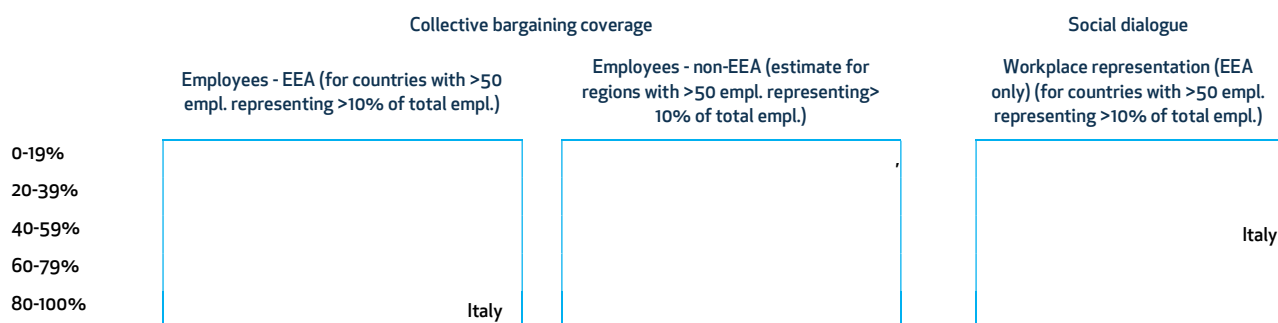 Collective bargaining coverage Social dialogue
Employees - EEA (for countries with >50
empl. representing >10% of total empl.)
Employees - non-EEA (estimate for
regions with >50 empl. representing>
10% of total empl.)
Workplace representation (EEA
only) (for countries with >50 empl.
representing >10% of total empl.)
0-19% ,
20-39%
40-59% Italy
60-79%
80-100% Italy